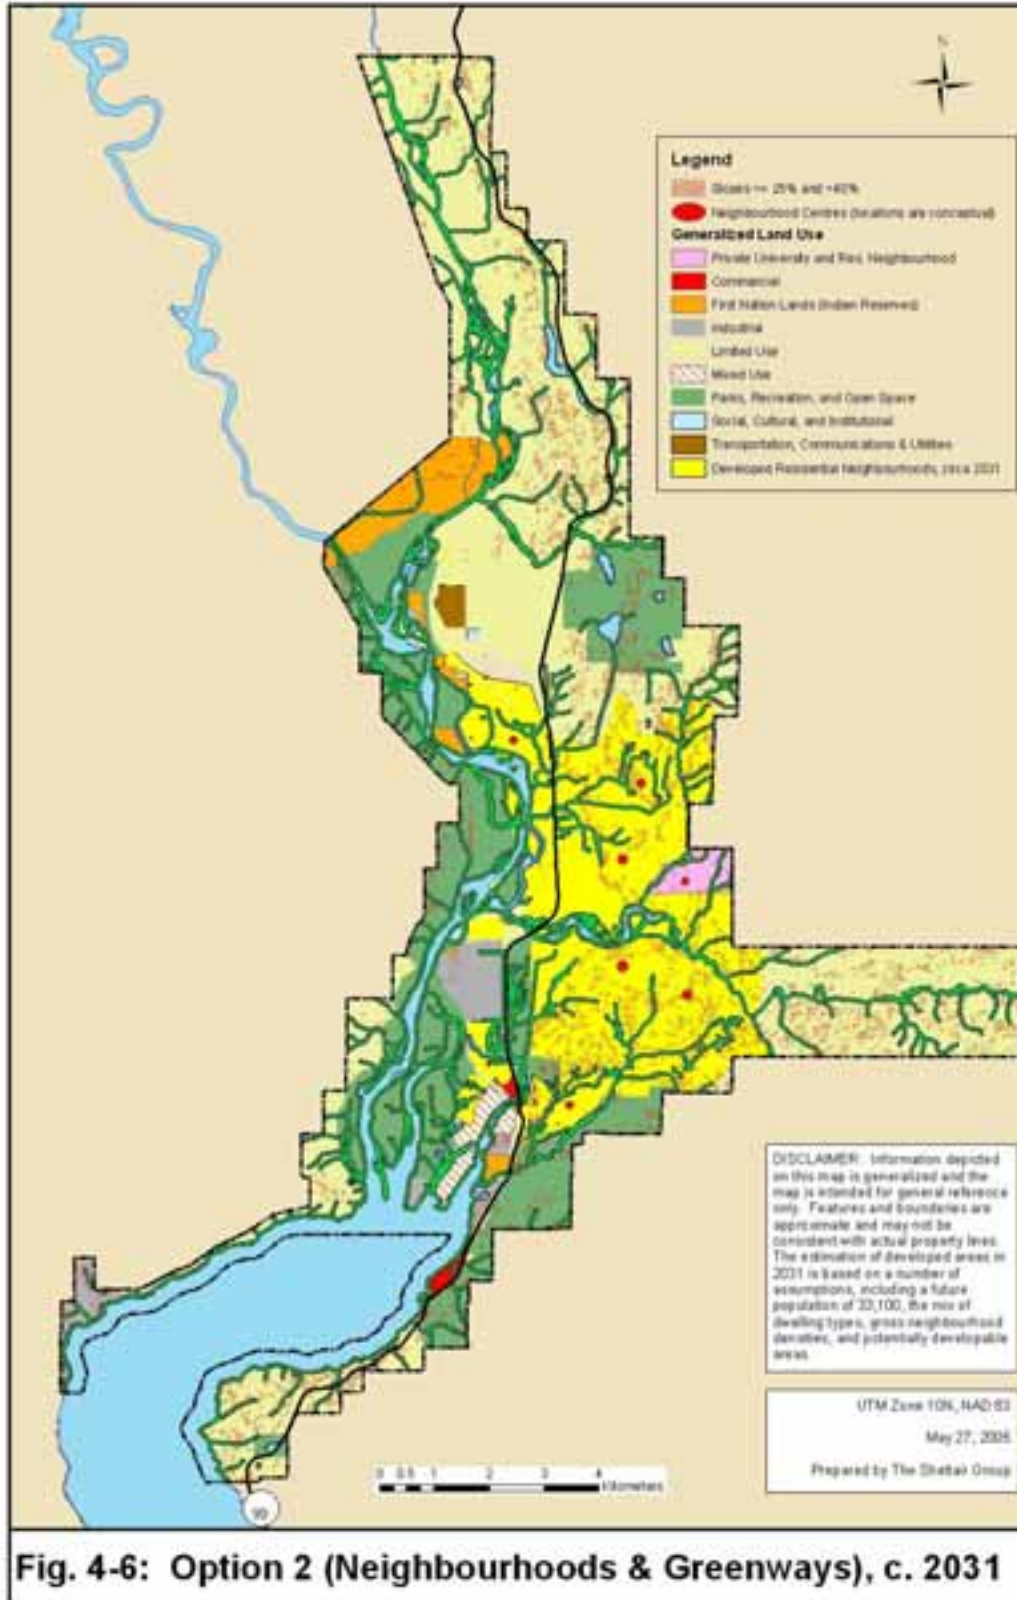 N
Legend
Slopes >= 25% and <40%
Neighbourhood Centres (locations are conceptual)
Generalized Land Use
Private University and Res. Neighbourhood
Commercial
First Nation Lands (Indian Reserves)
Industrial
Limited Use
Mixed Use
Parks, Recreation, and Open Space
Social, Cultural, and Institutional
Transportation, Communications & Utilities
Developed Residential Neighbourhoods, circa 2031
DISCLAIMER: Information depicted
on this map is generalized and the
map is intended for general reference
only. Features and boundaries are
approximate and may not be
consistent with actual property lines.
The estimation of developed areas in
2031 is based on a number of
assumptions, including a future
population of 33,100, the mix of
dwelling types, gross neighbourhood
densities, and potentially developable
areas.
UTM Zone 10N, NAD 83
May 27, 2005
Prepared by The Sheltair Group
0 0.5 1 2 3 4
Kilometers
99
Fig. 4-6: Option 2 (Neighbourhoods & Greenways), c. 2031